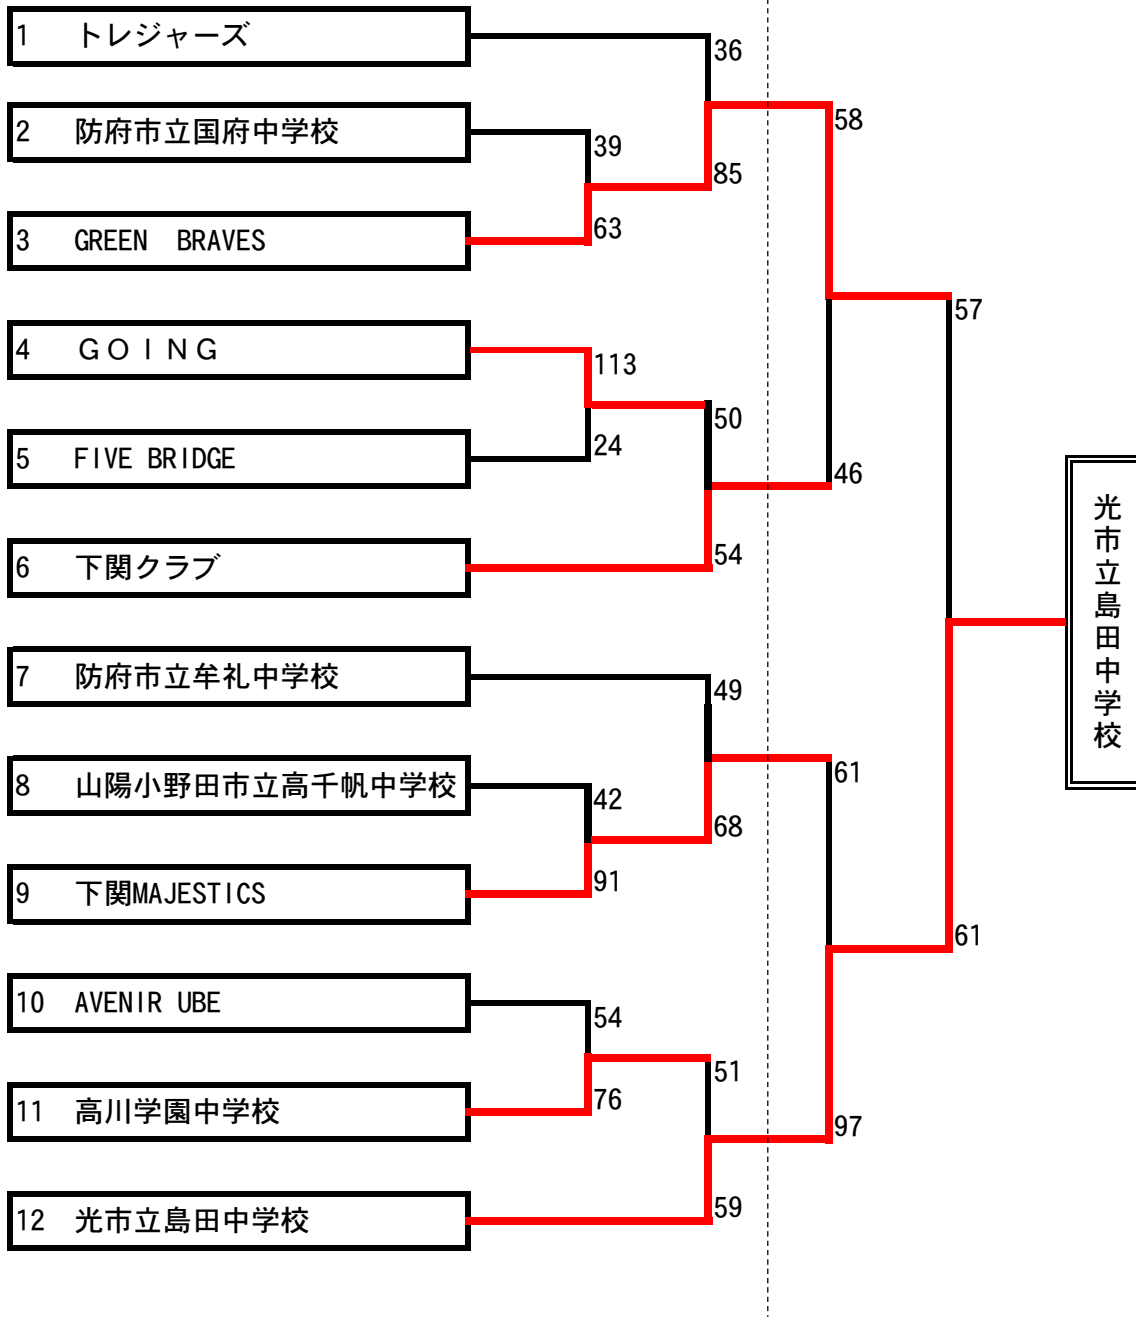 1 トレジャーズ
36
58
2 防府市立国府中学校
39
85
3 GREEN BRAVES
63
57
4 ＧＯＩＮＧ
113
50
5 FIVE BRIDGE
24
46
6 下関クラブ
54
光市立島田中学校
7 防府市立牟礼中学校
49
61
8 山陽小野田市立高千帆中学校
42
68
9 下関MAJESTICS
91
61
10 AVENIR UBE
54
51
11 高川学園中学校
76
97
12 光市立島田中学校
59